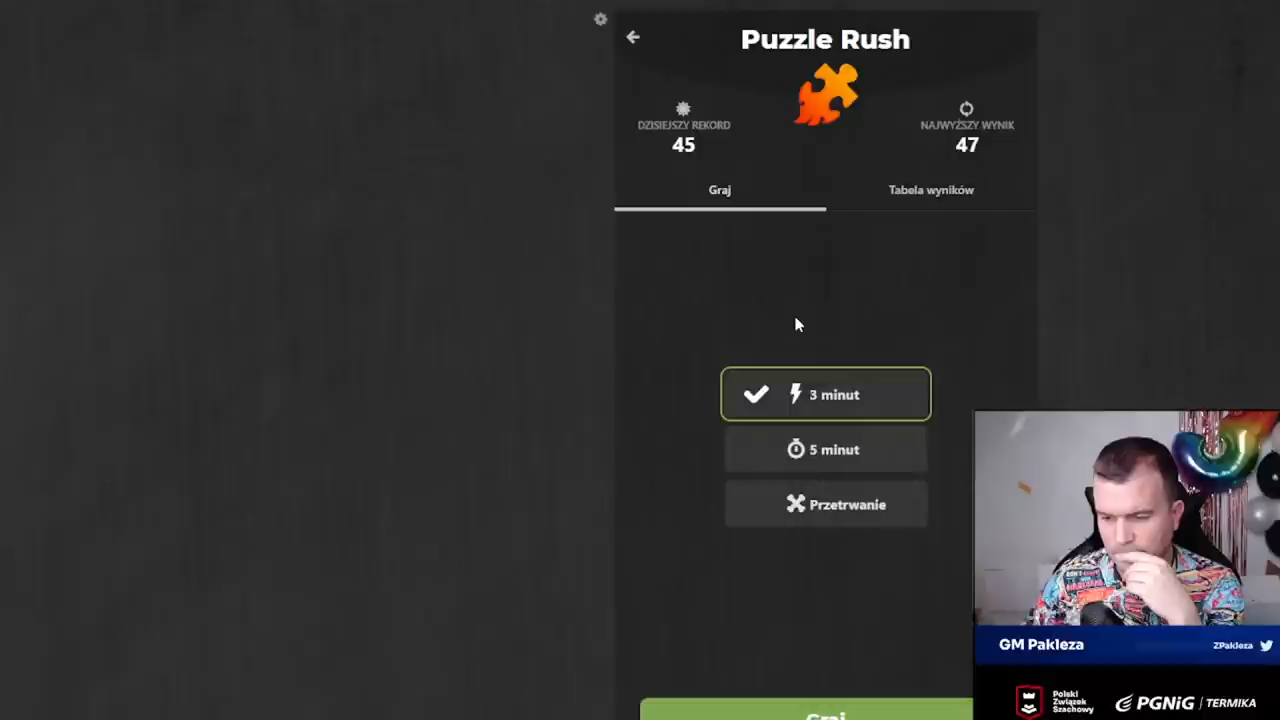 Puzzle Rush
DZISIEJSZY REKORD
45
NAJWYŻSZY WYNIK
47
Graj
Tabela wyników
3 minut
5 minut
Przetrwanie
Graj
GM Pakleza
ZPakleza
Polski
Związek
Szachowy
PGNiG TERMIKA